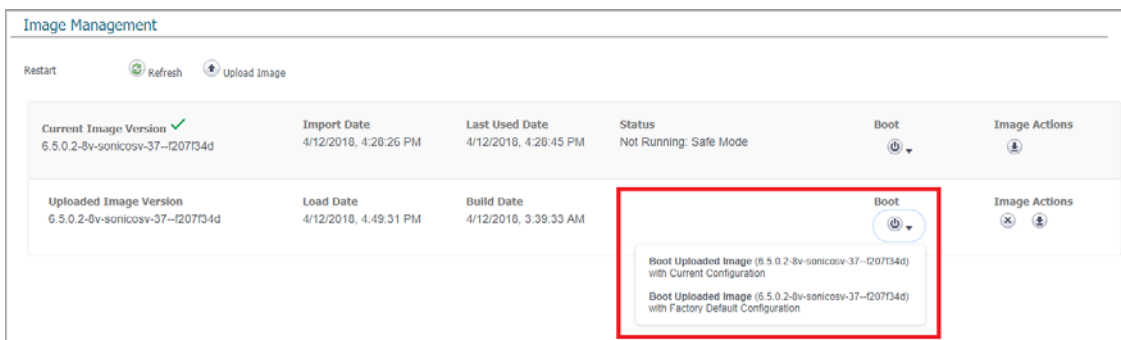 Image Management
Restart Refresh Upload Image
Current Image Version Import Date Last Used Date Status Boot Image Actions
6.5.0.2-8v-sonicosv-37--f207f34d 4/12/2018, 4:28:26 PM 4/12/2018, 4:28:45 PM Not Running: Safe Mode
Uploaded Image Version Load Date Build Date Boot Image Actions
6.5.0.2-8v-sonicosv-37--f207f34d 4/12/2018, 4:49:31 PM 4/12/2018, 3:39:33 AM
Boot Uploaded Image (6.5.0.2-8v-sonicosv-37--f207f34d)
with Current Configuration
Boot Uploaded Image (6.5.0.2-8v-sonicosv-37--f207f34d)
with Factory Default Configuration